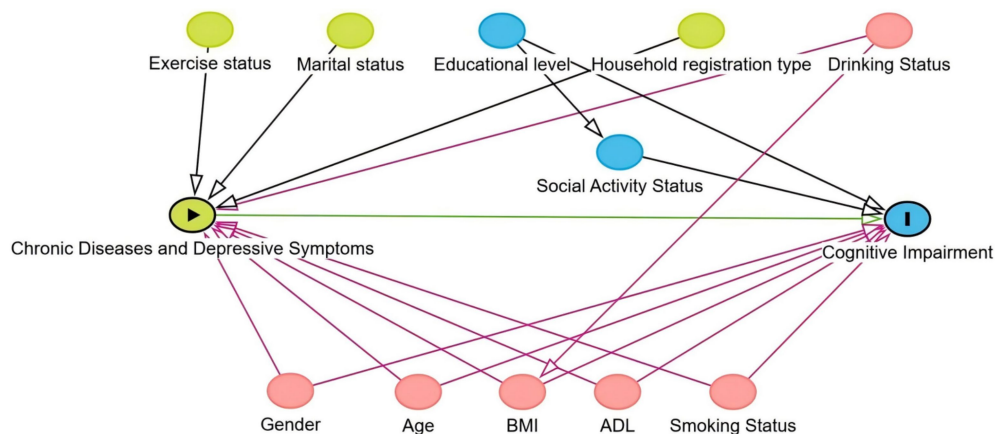 Exercise status
Marital status
Educational level
Household registration type
Drinking Status
Social Activity Status
Chronic Diseases and Depressive Symptoms
Cognitive Impairment
Gender
Age
BMI
ADL
Smoking Status